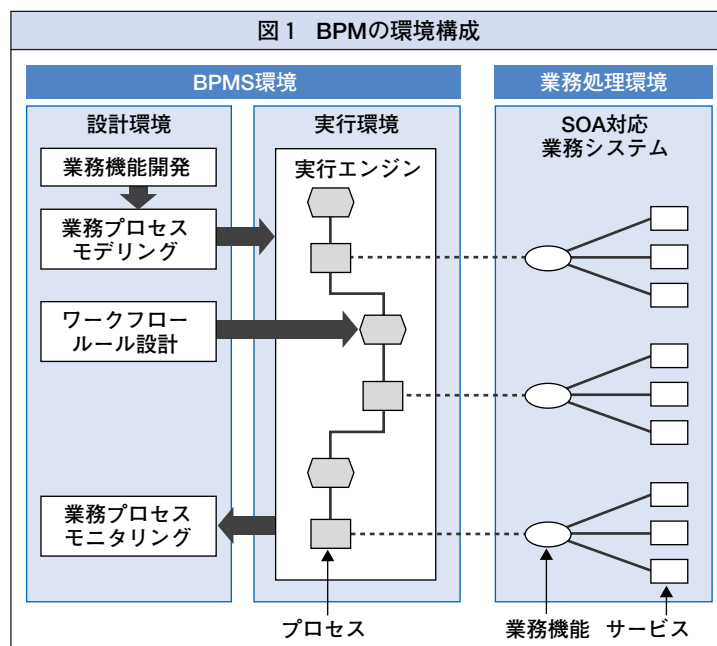 図1 BPMの環境構成
BPMS環境
業務処理環境
設計環境
実行環境
SOA対応
業務システム
業務機能開発
実行エンジン
業務プロセス
モデリング
ワークフロー
ルール設計
業務プロセス
モニタリング
プロセス
業務機能
サービス